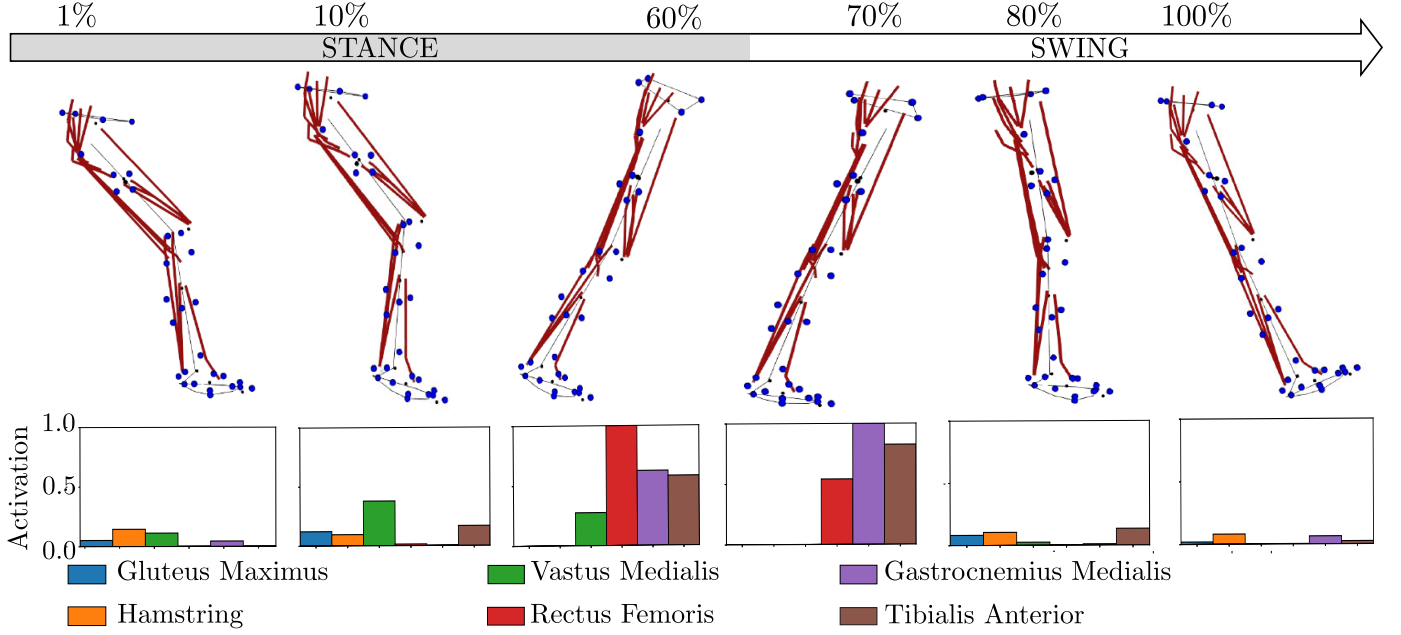 1% 10% 60% 70% 80% 100%
STANCE SWING
Activation
1.0
0.5
0.0
Gluteus Maximus Vastus Medialis Gastrocnemius Medialis
Hamstring Rectus Femoris Tibialis Anterior